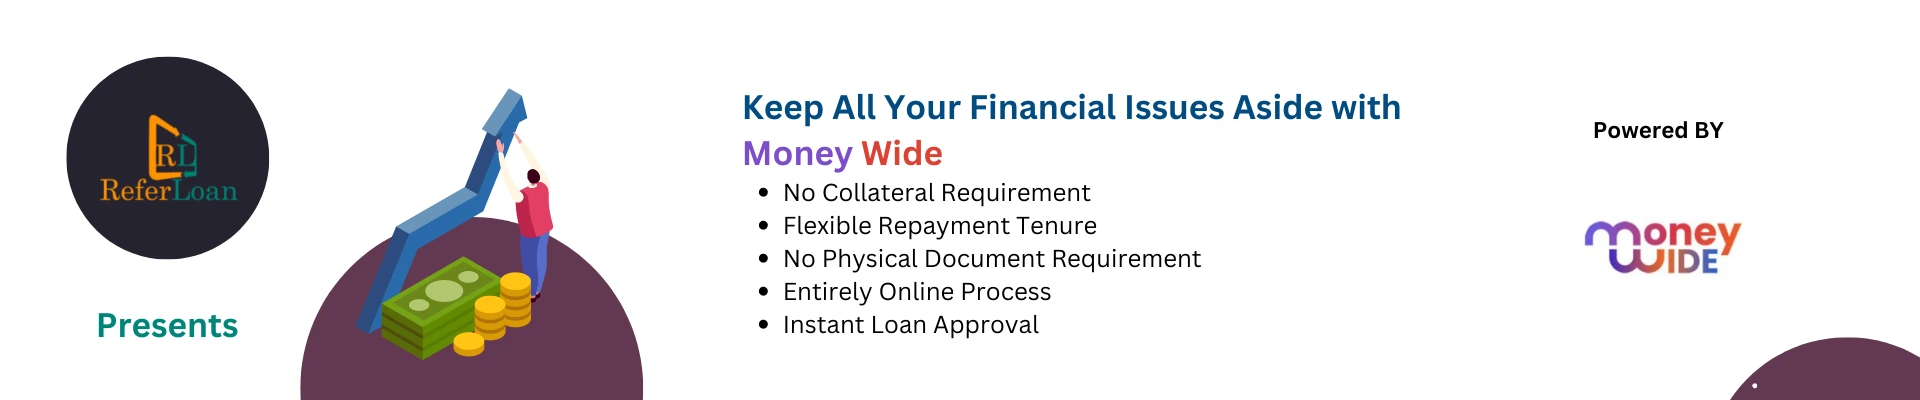 RL
ReferLoan
Presents
Keep All Your Financial Issues Aside with
Money Wide
• No Collateral Requirement
• Flexible Repayment Tenure
• No Physical Document Requirement
• Entirely Online Process
• Instant Loan Approval
Powered BY
money
WIDE